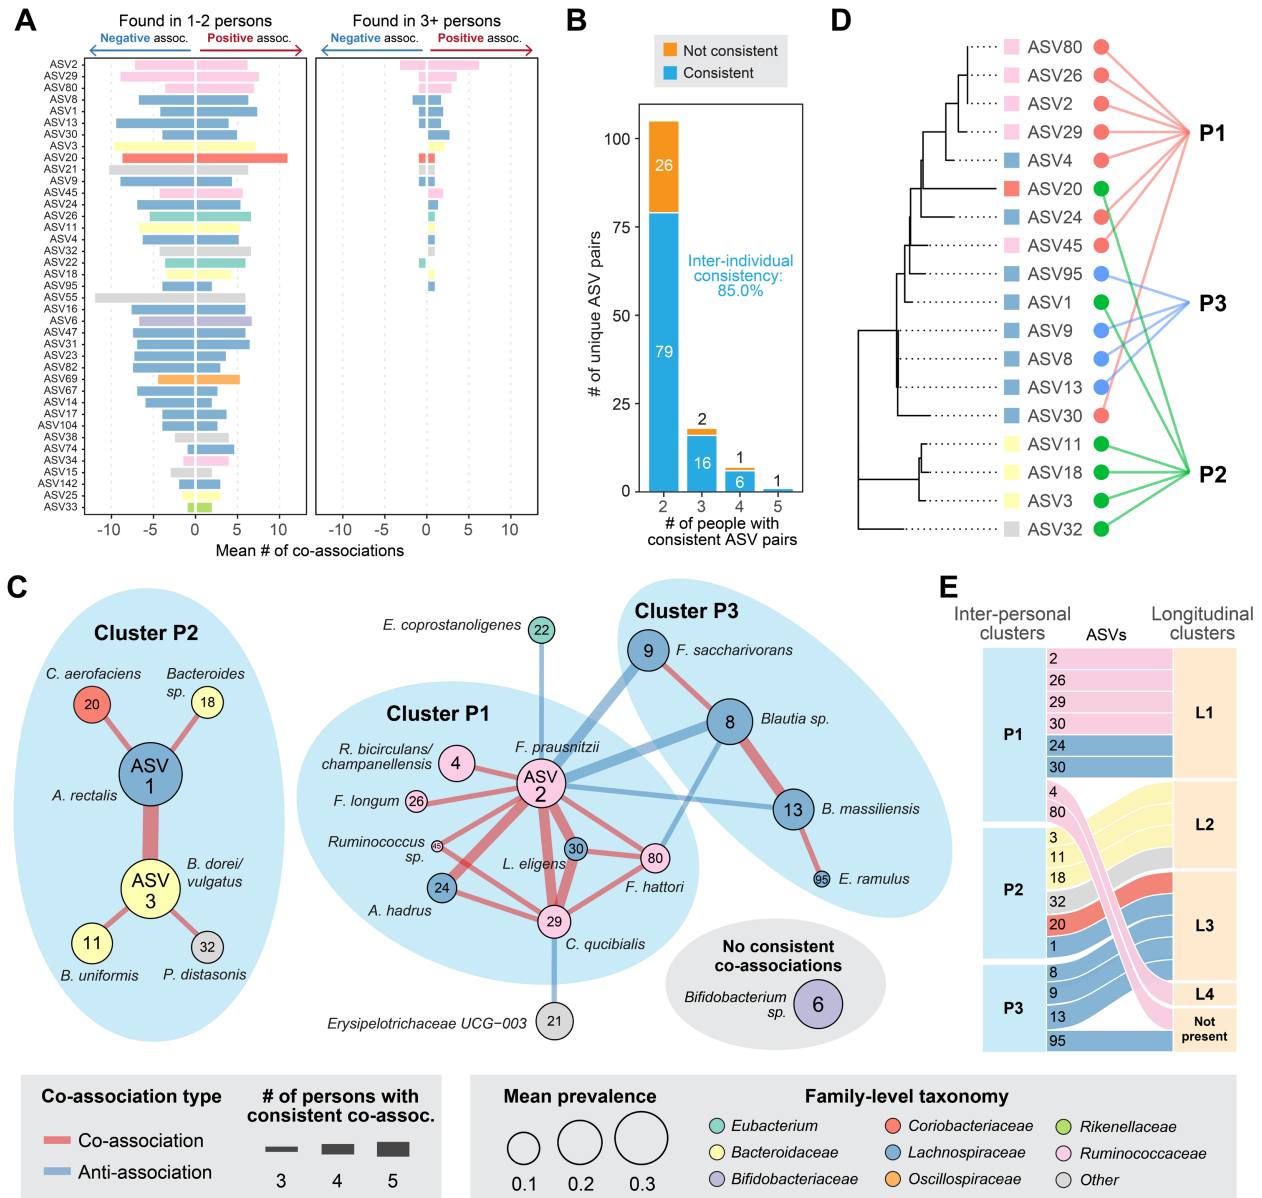 A
Found in 1-2 persons
Found in 3+ persons
Negative assoc.
Positive assoc.
Negative assoc.
Positive assoc.
ASV2
ASV29
ASV80
ASV8
ASV1
ASV13
ASV30
ASV3
ASV20
ASV21
ASV9
ASV45
ASV24
ASV26
ASV11
ASV4
ASV32
ASV22
ASV18
ASV95
ASV55
ASV16
ASV6
ASV47
ASV31
ASV23
ASV82
ASV69
ASV67
ASV14
ASV17
ASV104
ASV38
ASV74
ASV34
ASV15
ASV142
ASV25
ASV33
-10 -5 0 5 10
-10 -5 0 5 10
Mean # of co-associations
B
Not consistent
Consistent
# of unique ASV pairs
100
75
50
25
0
26
79
2
16
1
6
1
Inter-individual
consistency:
85.0%
2 3 4 5
# of people with
consistent ASV pairs
D
ASV80
ASV26
ASV2
ASV29
ASV4
ASV20
ASV24
ASV45
ASV95
ASV1
ASV9
ASV8
ASV13
ASV30
ASV11
ASV18
ASV3
ASV32
P1
P3
P2
C
Cluster P2
C. aerofaciens
20
Bacteroides
sp.
18
ASV
1
A. rectalis
B. dorei/
vulgatus
ASV
3
11
B. uniformis
32
P. distasonis
Cluster P1
E. coprostanoligenes
22
F. prausnitzii
ASV
2
R. bicirculans/
champanellensis
4
F. longum
26
Ruminococcus
sp.
45
24
A. hadrus
L. eligens
30
80
F. hattori
29
C. qucibialis
Erysipelotrichaceae UCG−003
21
Cluster P3
9
F. saccharivorans
8
Blautia sp.
13
B. massiliensis
95
E. ramulus
No consistent
co-associations
Bifidobacterium
sp.
6
E
Inter-personal
clusters
ASVs
Longitudinal
clusters
P1
P2
P3
2
26
29
30
24
30
4
80
3
11
18
32
20
1
8
9
13
95
L1
L2
L3
L4
Not
present
Co-association type
Co-association
Anti-association
# of persons with
consistent co-assoc.
3 4 5
Mean prevalence
0.1 0.2 0.3
Family-level taxonomy
Eubacterium
Bacteroidaceae
Bifidobacteriaceae
Coriobacteriaceae
Lachnospiraceae
Oscillospiraceae
Rikenellaceae
Ruminococcaceae
Other